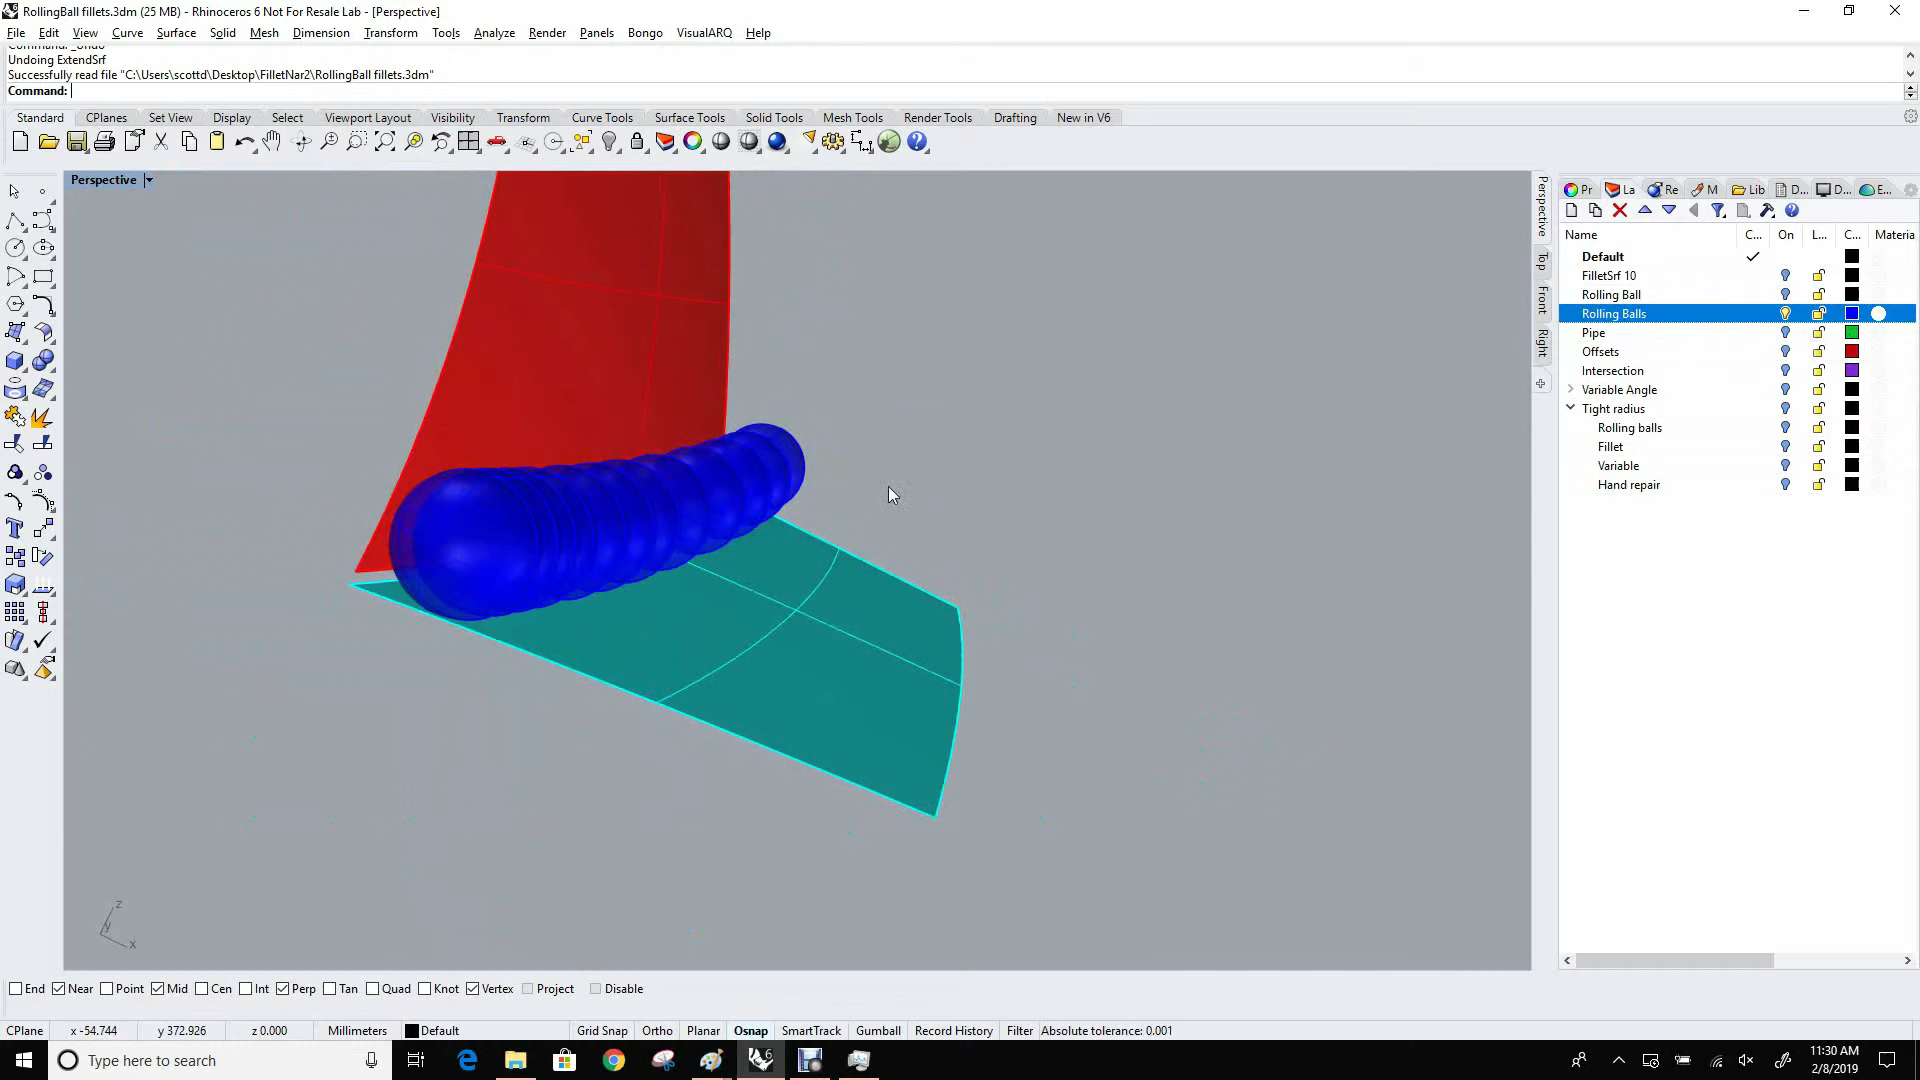 RollingBall fillets.3dm (25 MB) - Rhinoceros 6 Not For Resale Lab - [Perspective]
File Edit View Curve Surface Solid Mesh Dimension Transform Tools Analyze Render Panels Bongo VisualARQ Help
Command: _Undo
Undoing ExtendSrf
Successfully read file "C:\Users\scottd\Desktop\FilletNar2\RollingBall fillets.3dm"
Command:
Standard CPlanes Set View Display Select Viewport Layout Visibility Transform Curve Tools Surface Tools Solid Tools Mesh Tools Render Tools Drafting New in V6
Perspective
Perspective
Top
Front
Right
Pr La Re M Lib D... D... E...
Name C... On L... C... Materia
Default
FilletSrf 10
Rolling Ball
Rolling Balls
Pipe
Offsets
Intersection
Variable Angle
Tight radius
Rolling balls
Fillet
Variable
Hand repair
z
y
x
End Near Point Mid Cen Int Perp Tan Quad Knot Vertex Project Disable
CPlane x -54.744 y 372.926 z 0.000 Millimeters Default Grid Snap Ortho Planar Osnap SmartTrack Gumball Record History Filter Absolute tolerance: 0.001
Type here to search
11:30 AM
2/8/2019